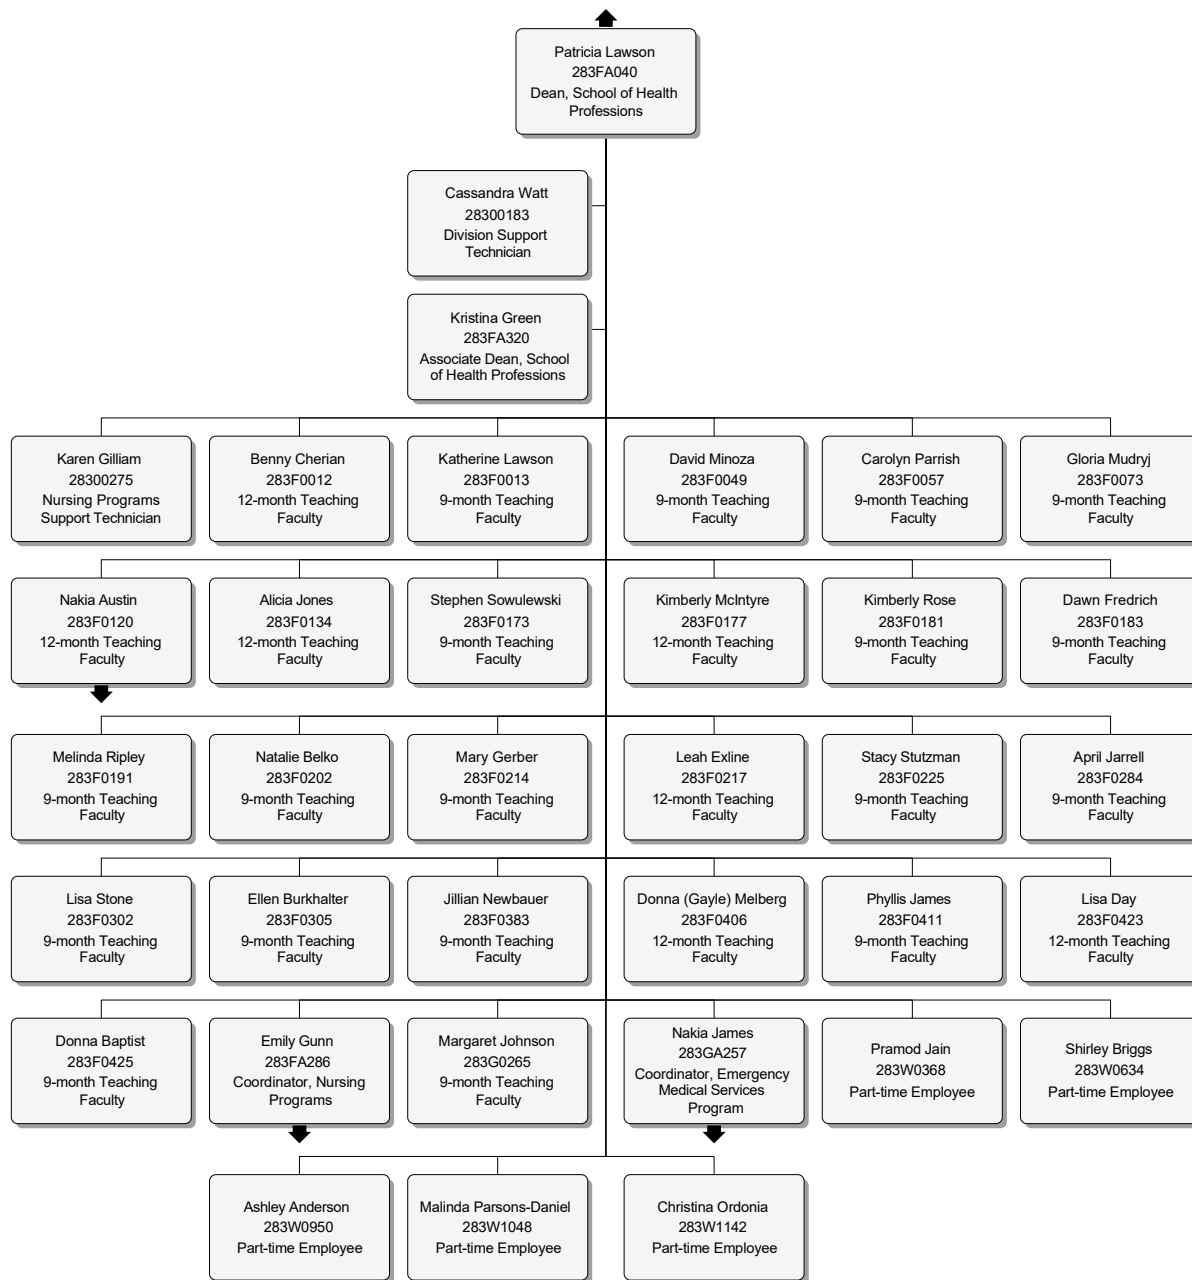 Patricia Lawson
283FA040
Dean, School of Health
Professions
Cassandra Watt
28300183
Division Support
Technician
Kristina Green
283FA320
Associate Dean, School
of Health Professions
Karen Gilliam
28300275
Nursing Programs
Support Technician
Benny Cherian
283F0012
12-month Teaching
Faculty
Katherine Lawson
283F0013
9-month Teaching
Faculty
David Minoza
283F0049
9-month Teaching
Faculty
Carolyn Parrish
283F0057
9-month Teaching
Faculty
Gloria Mudryj
283F0073
9-month Teaching
Faculty
Nakia Austin
283F0120
12-month Teaching
Faculty
Alicia Jones
283F0134
12-month Teaching
Faculty
Stephen Sowulewski
283F0173
9-month Teaching
Faculty
Kimberly McIntyre
283F0177
12-month Teaching
Faculty
Kimberly Rose
283F0181
9-month Teaching
Faculty
Dawn Fredrich
283F0183
9-month Teaching
Faculty
Melinda Ripley
283F0191
9-month Teaching
Faculty
Natalie Belko
283F0202
9-month Teaching
Faculty
Mary Gerber
283F0214
9-month Teaching
Faculty
Leah Exline
283F0217
12-month Teaching
Faculty
Stacy Stutzman
283F0225
9-month Teaching
Faculty
April Jarrell
283F0284
9-month Teaching
Faculty
Lisa Stone
283F0302
9-month Teaching
Faculty
Ellen Burkhalter
283F0305
9-month Teaching
Faculty
Jillian Newbauer
283F0383
9-month Teaching
Faculty
Donna (Gayle) Melberg
283F0406
12-month Teaching
Faculty
Phyllis James
283F0411
9-month Teaching
Faculty
Lisa Day
283F0423
12-month Teaching
Faculty
Donna Baptist
283F0425
9-month Teaching
Faculty
Emily Gunn
283FA286
Coordinator, Nursing
Programs
Margaret Johnson
283G0265
9-month Teaching
Faculty
Nakia James
283GA257
Coordinator, Emergency
Medical Services
Program
Pramod Jain
283W0368
Part-time Employee
Shirley Briggs
283W0634
Part-time Employee
Ashley Anderson
283W0950
Part-time Employee
Malinda Parsons-Daniel
283W1048
Part-time Employee
Christina Ordonia
283W1142
Part-time Employee